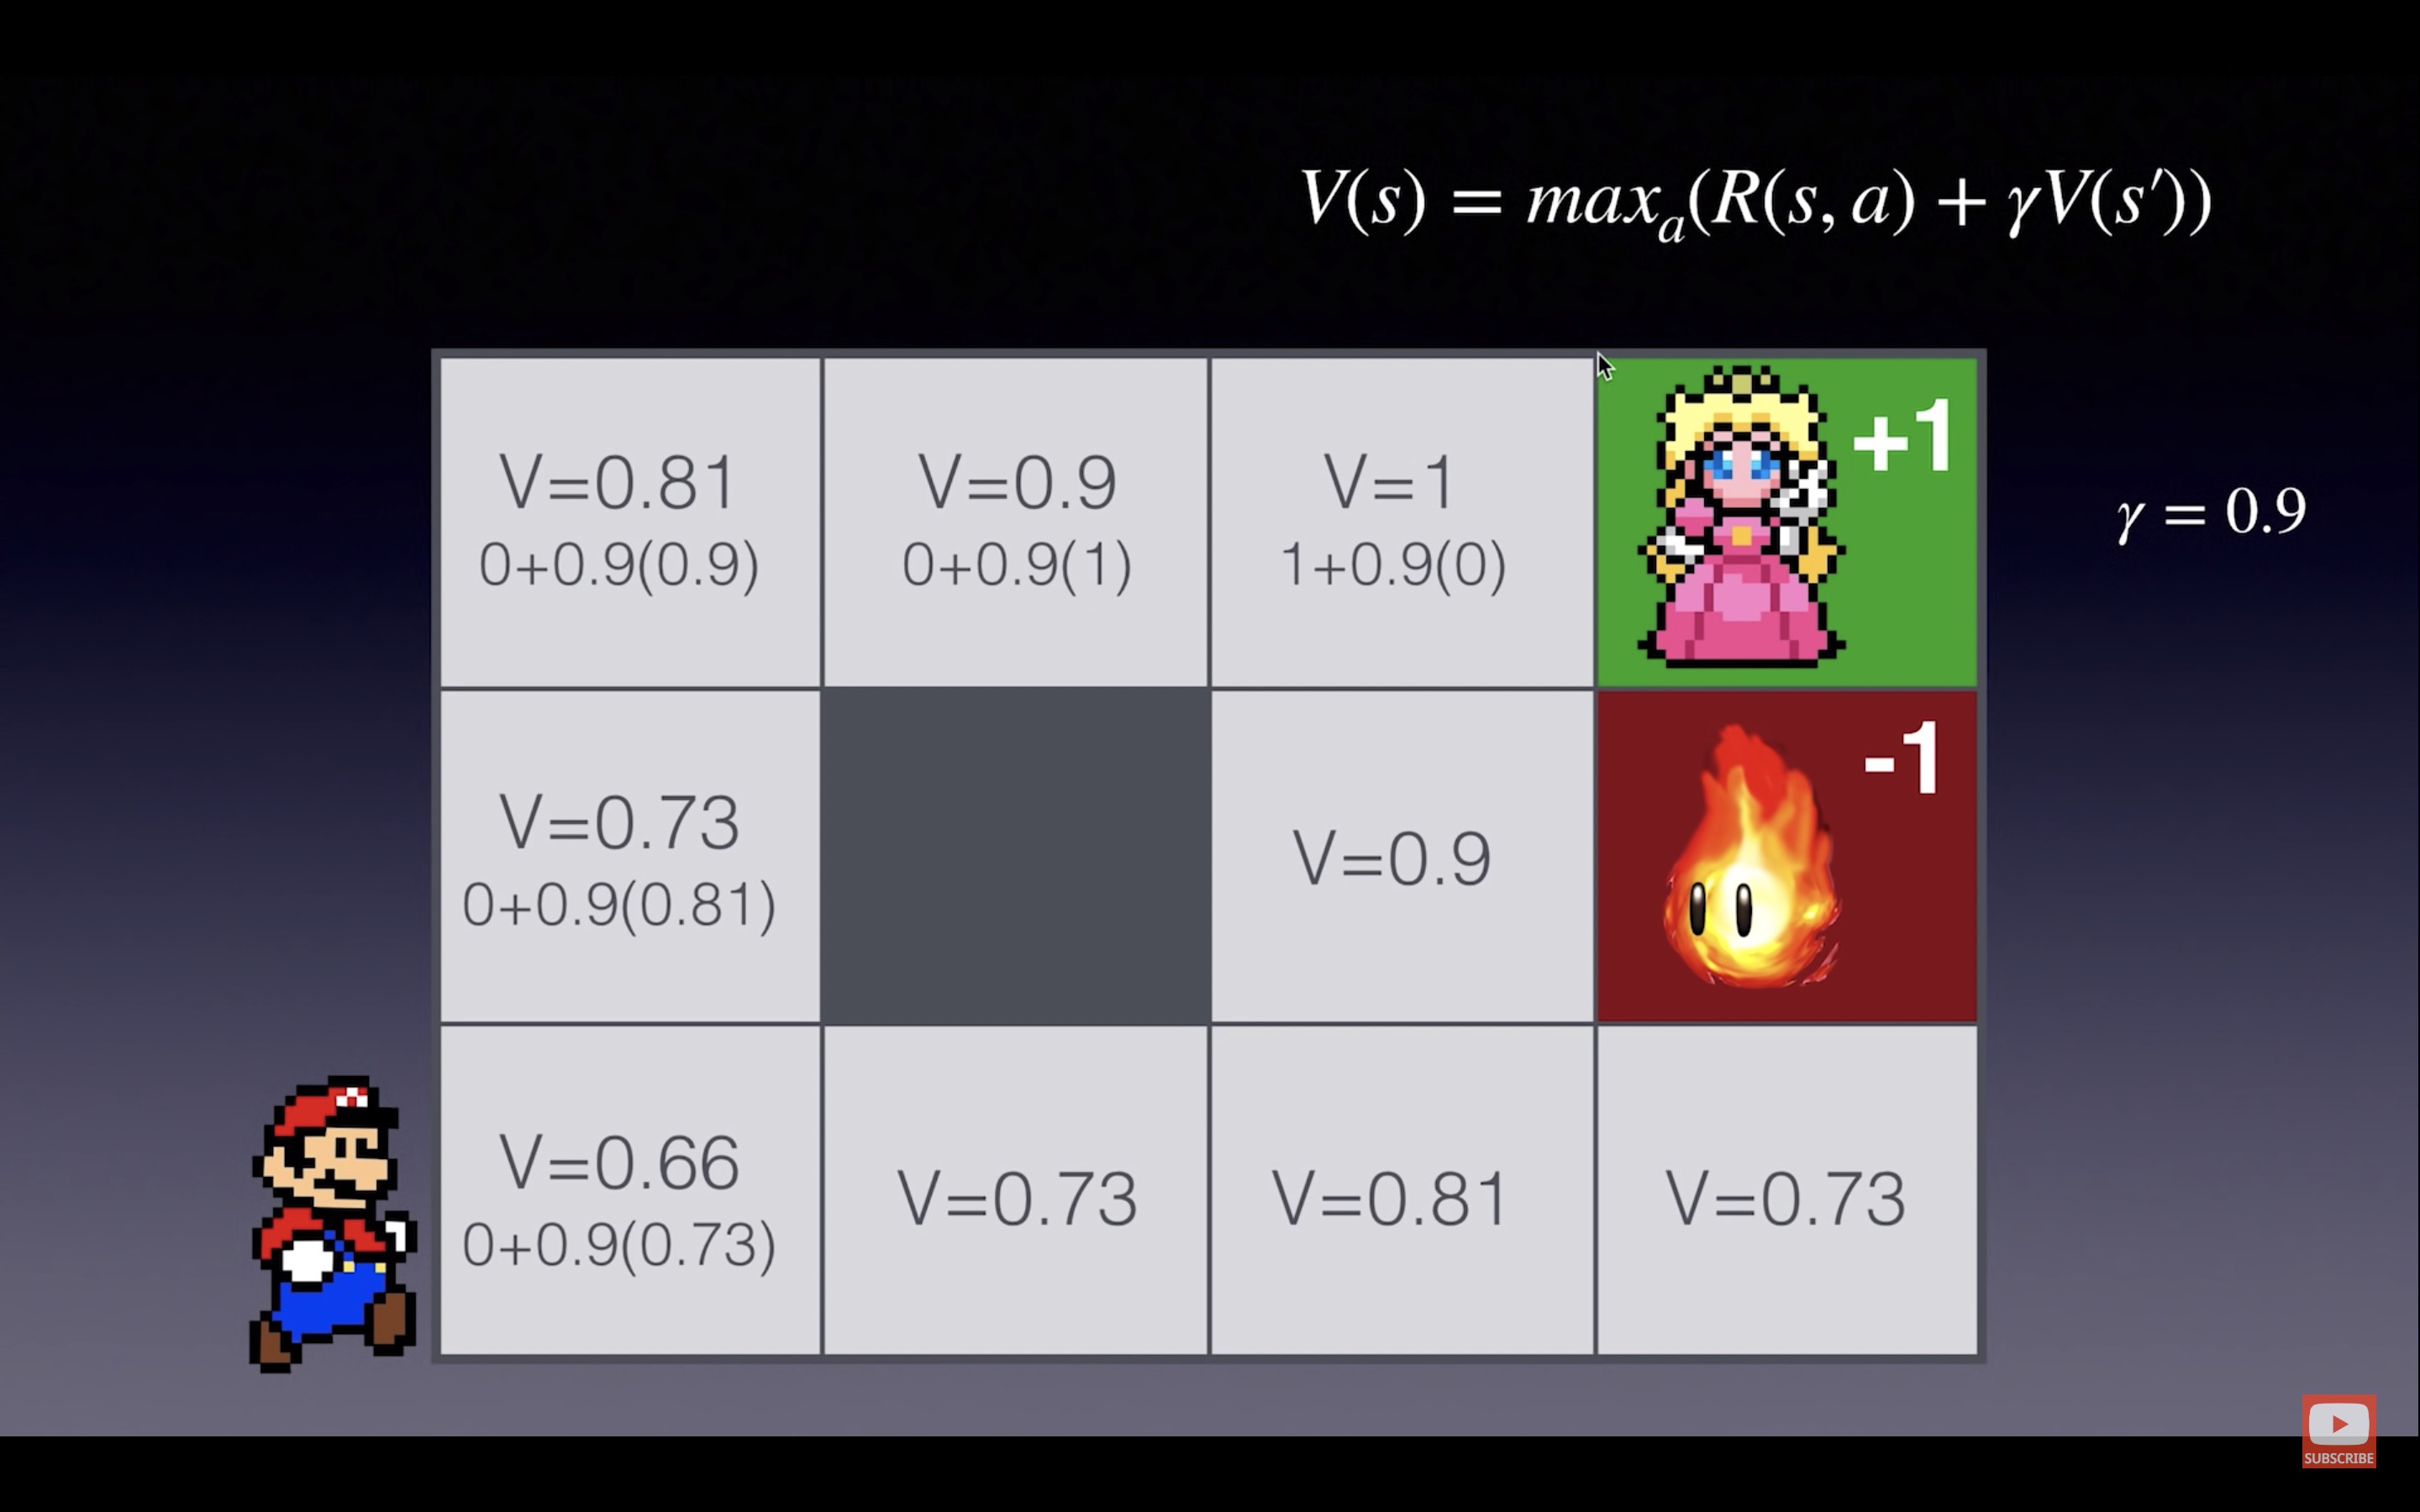 V(s) = maxₐ(R(s, a) + γV(s′))
V=0.81
0+0.9(0.9)
V=0.9
0+0.9(1)
V=1
1+0.9(0)
+1
γ = 0.9
V=0.73
0+0.9(0.81)
V=0.9
-1
V=0.66
0+0.9(0.73)
V=0.73
V=0.81
V=0.73
SUBSCRIBE